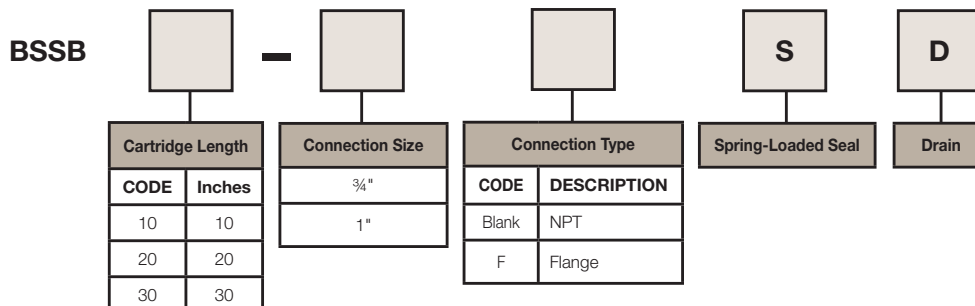 BSSB — S D
Cartridge Length Connection Size Connection Type Spring-Loaded Seal Drain
CODE Inches ¾" CODE DESCRIPTION
10 10 1" Blank NPT
20 20 F Flange
30 30